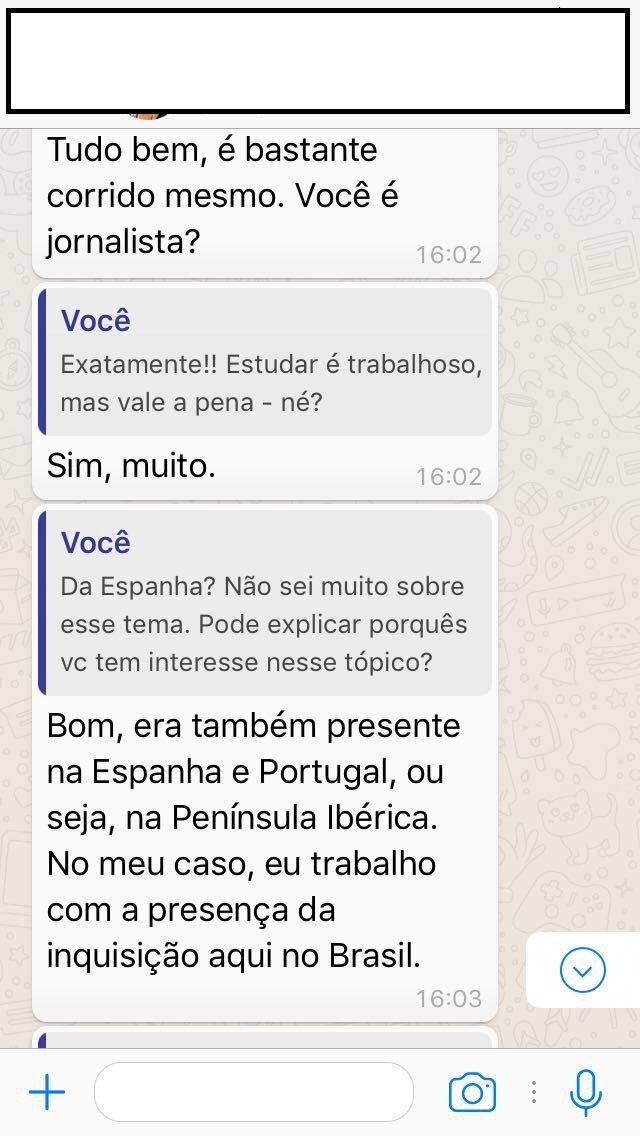 Tudo bem, é bastante
corrido mesmo. Você é
jornalista?
16:02
Você
Exatamente!! Estudar é trabalhoso,
mas vale a pena - né?
Sim, muito.
16:02
Você
Da Espanha? Não sei muito sobre
esse tema. Pode explicar porquês
vc tem interesse nesse tópico?
Bom, era também presente
na Espanha e Portugal, ou
seja, na Península Ibérica.
No meu caso, eu trabalho
com a presença da
inquisição aqui no Brasil.
16:03